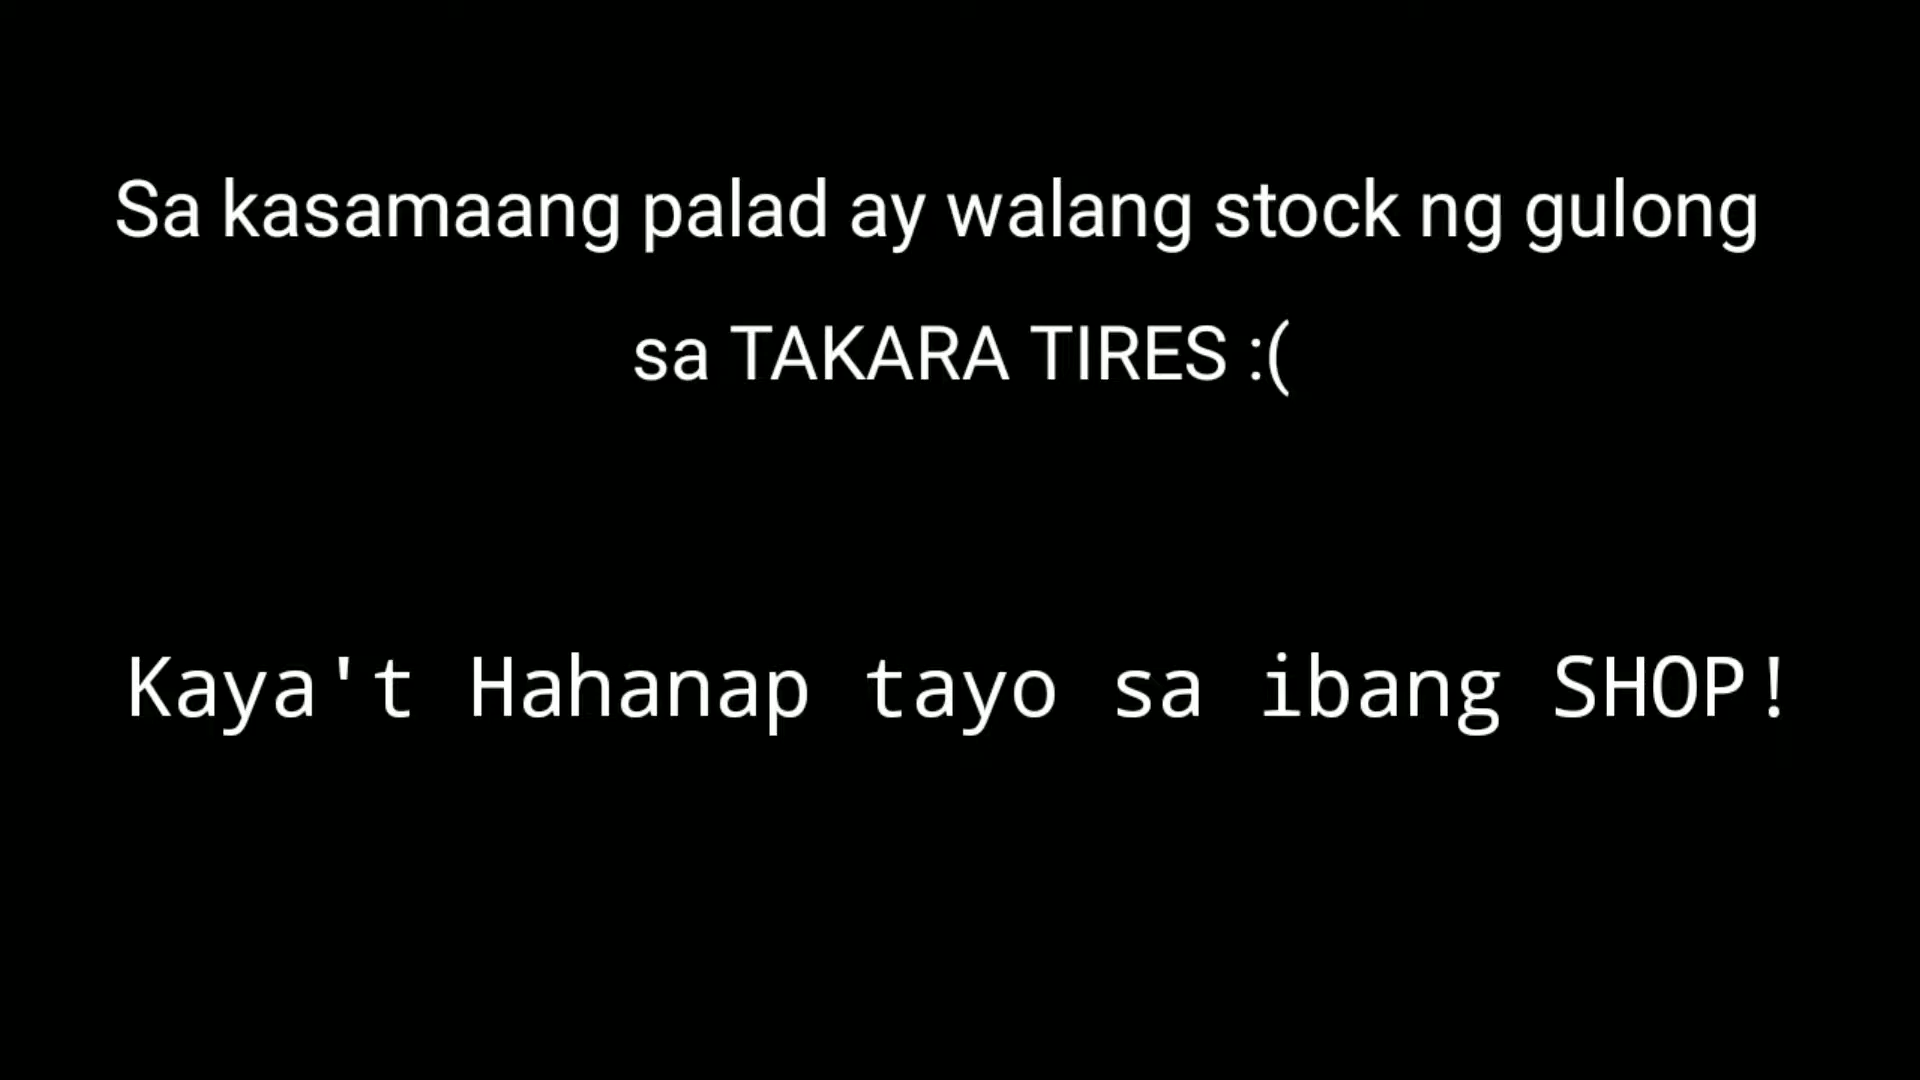 Sa kasamaang palad ay walang stock ng gulong
sa TAKARA TIRES :(
Kaya't Hahanap tayo sa ibang SHOP!